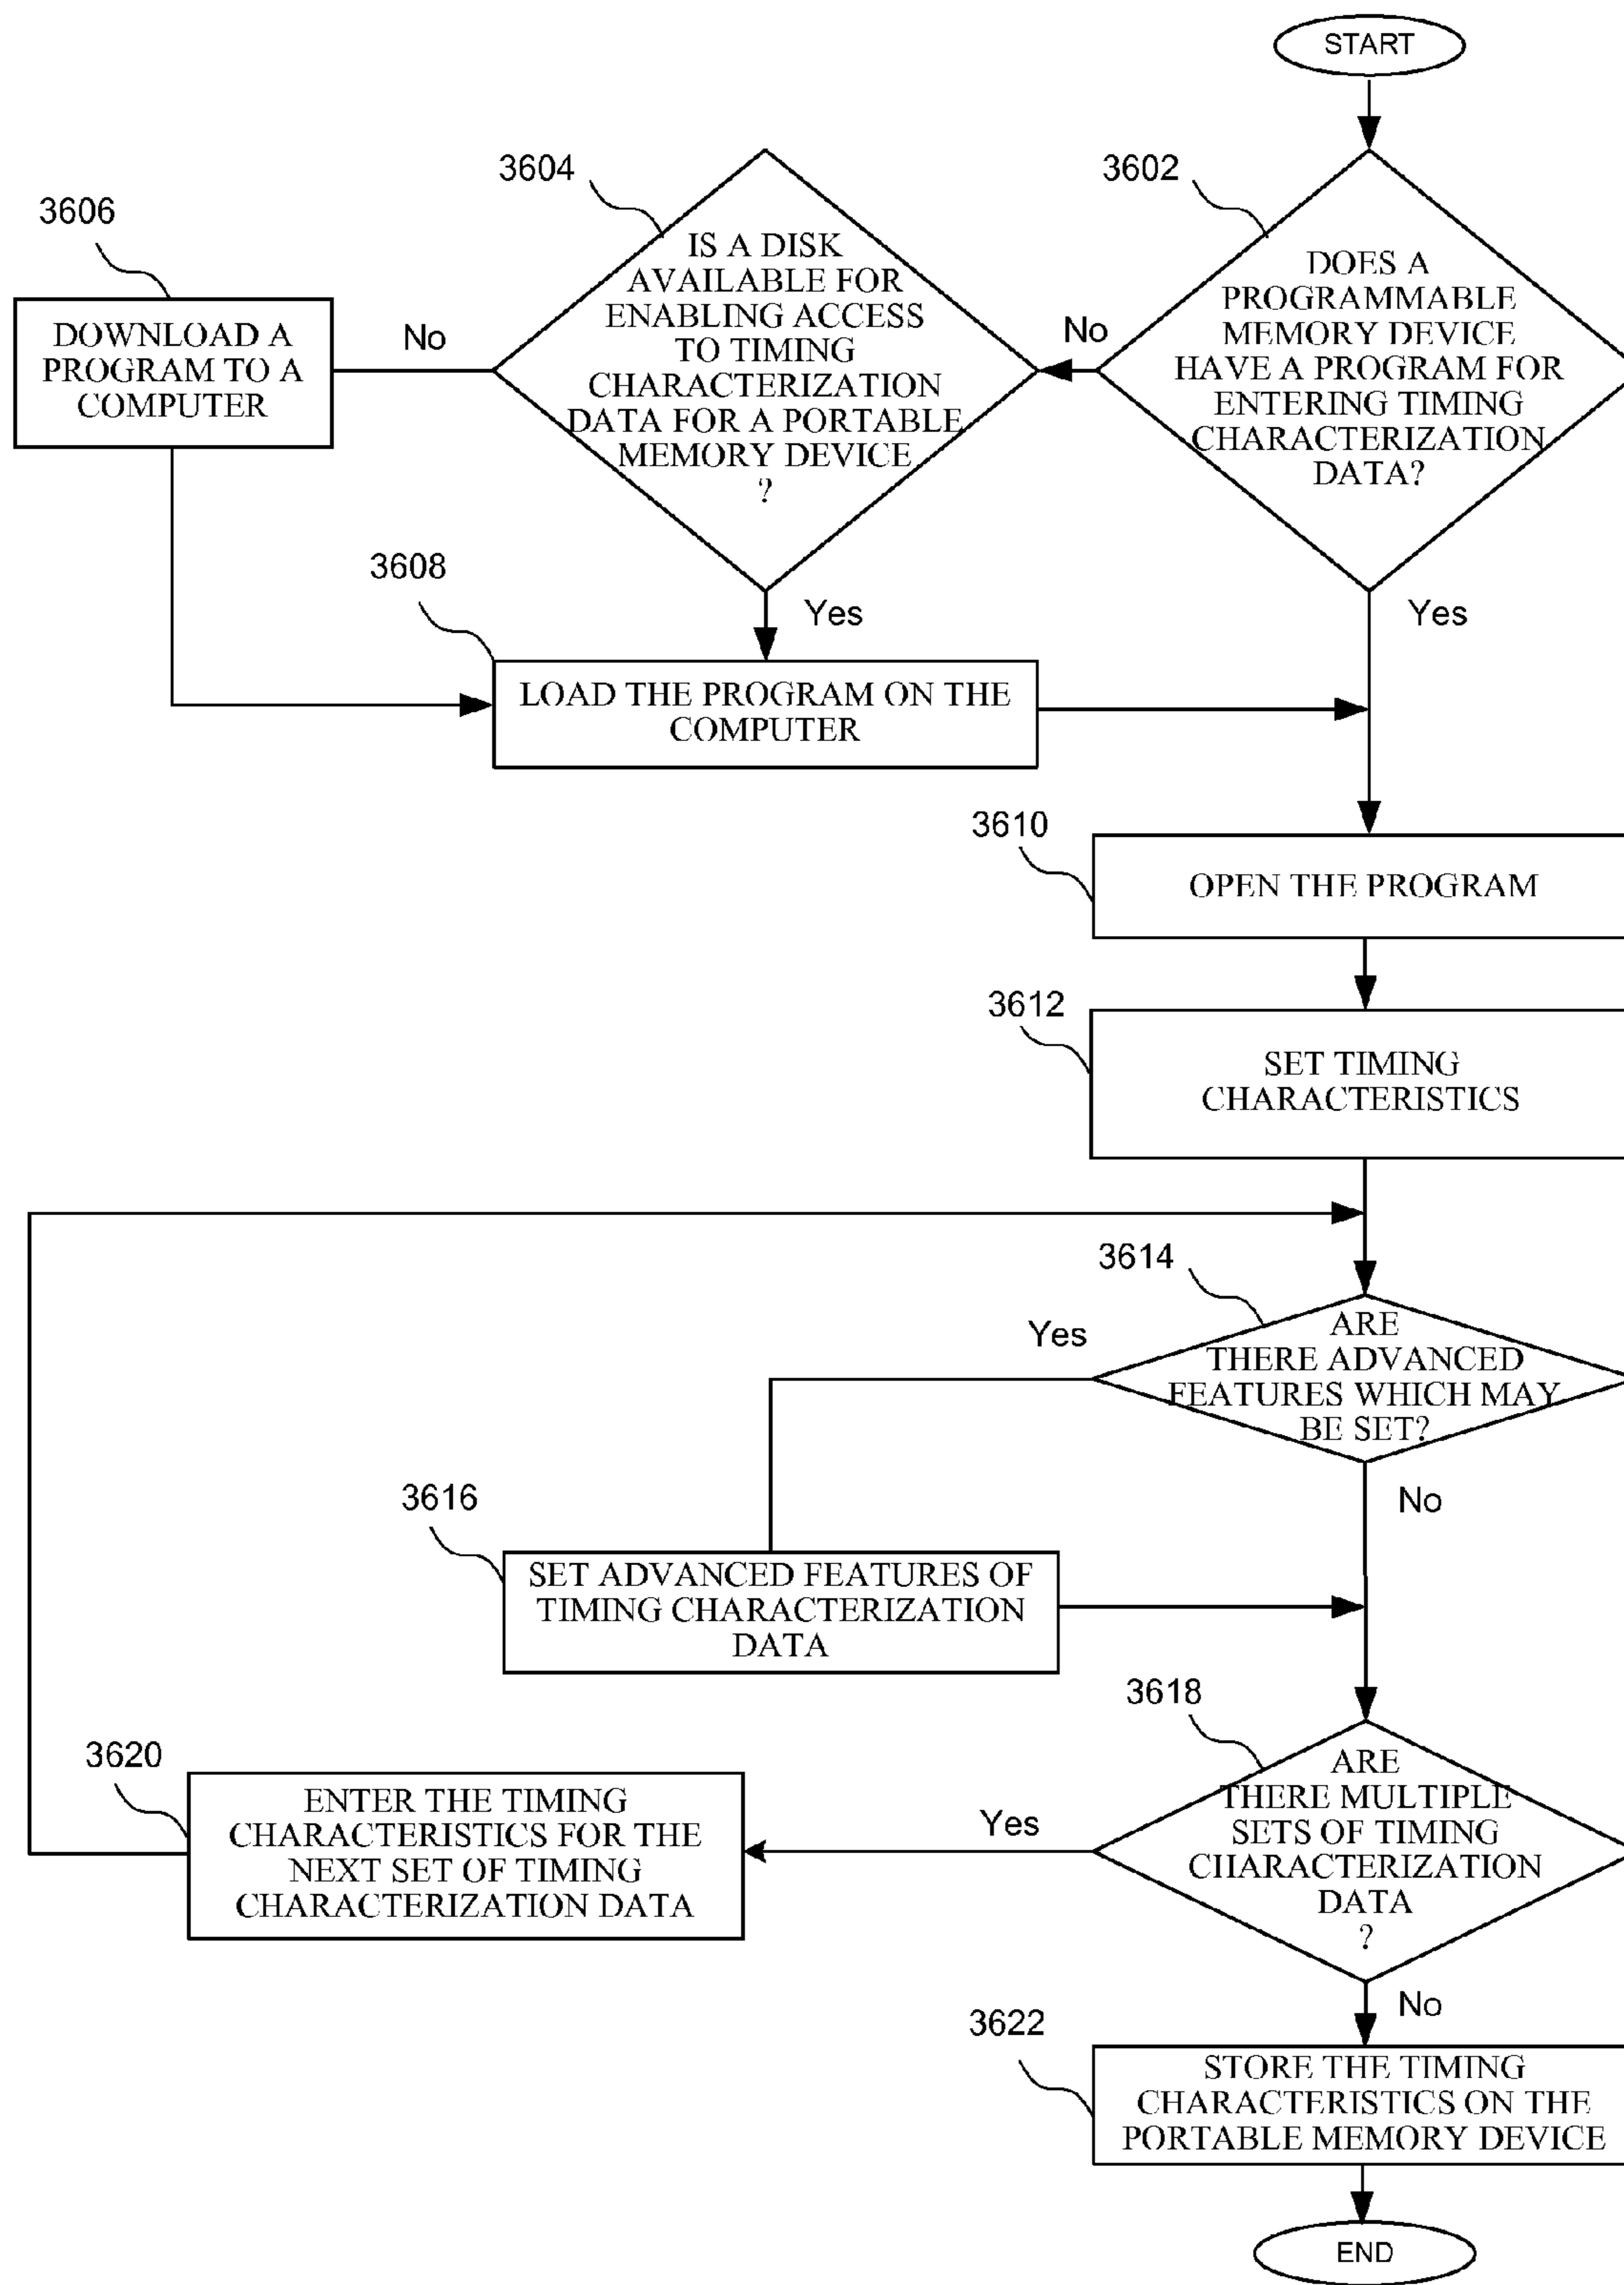 START
3602
DOES A
PROGRAMMABLE
MEMORY DEVICE
HAVE A PROGRAM FOR
ENTERING TIMING
CHARACTERIZATION
DATA?
No
Yes
3604
IS A DISK
AVAILABLE FOR
ENABLING ACCESS
TO TIMING
CHARACTERIZATION
DATA FOR A PORTABLE
MEMORY DEVICE
?
No
Yes
3606
DOWNLOAD A
PROGRAM TO A
COMPUTER
3608
LOAD THE PROGRAM ON THE
COMPUTER
3610
OPEN THE PROGRAM
3612
SET TIMING
CHARACTERISTICS
3614
ARE
THERE ADVANCED
FEATURES WHICH MAY
BE SET?
Yes
No
3616
SET ADVANCED FEATURES OF
TIMING CHARACTERIZATION
DATA
3618
ARE
THERE MULTIPLE
SETS OF TIMING
CHARACTERIZATION
DATA
?
Yes
No
3620
ENTER THE TIMING
CHARACTERISTICS FOR THE
NEXT SET OF TIMING
CHARACTERIZATION DATA
3622
STORE THE TIMING
CHARACTERISTICS ON THE
PORTABLE MEMORY DEVICE
END